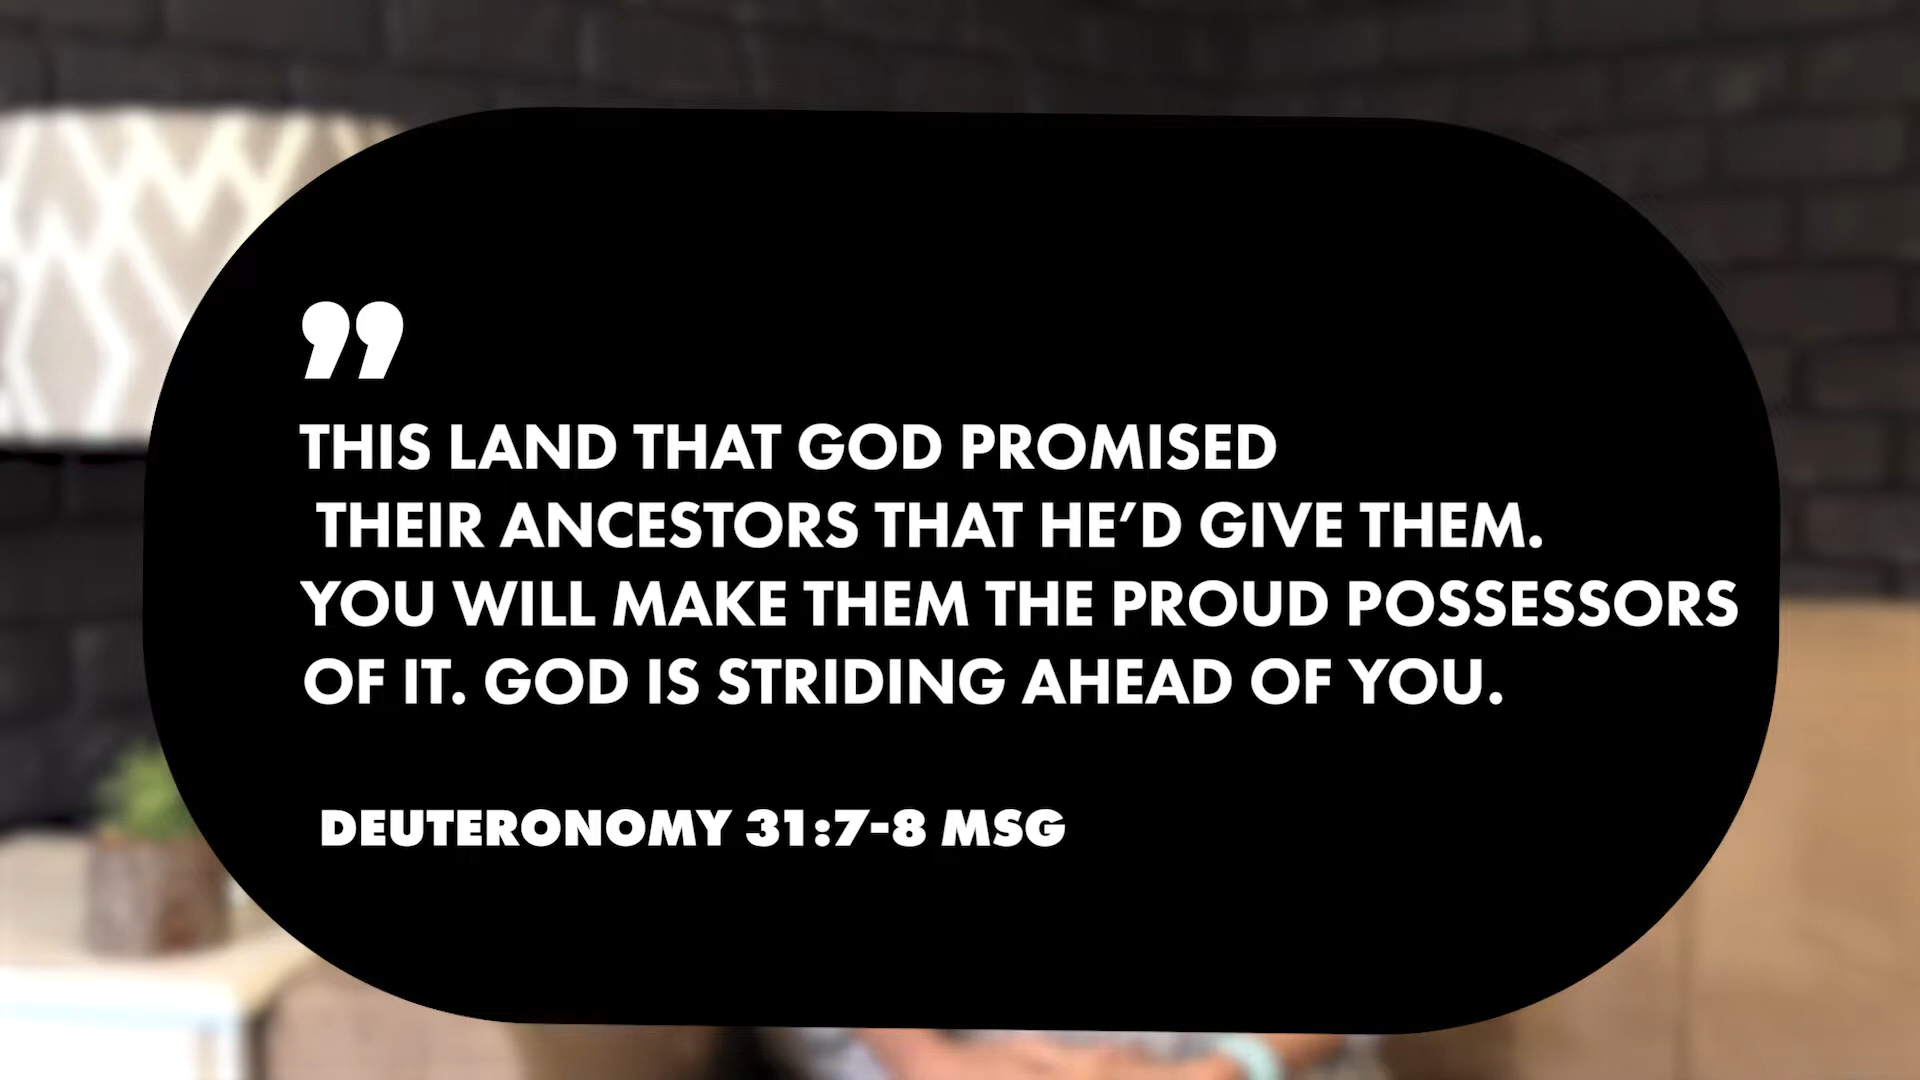 ”
THIS LAND THAT GOD PROMISED
THEIR ANCESTORS THAT HE’D GIVE THEM.
YOU WILL MAKE THEM THE PROUD POSSESSORS
OF IT. GOD IS STRIDING AHEAD OF YOU.
DEUTERONOMY 31:7-8 MSG